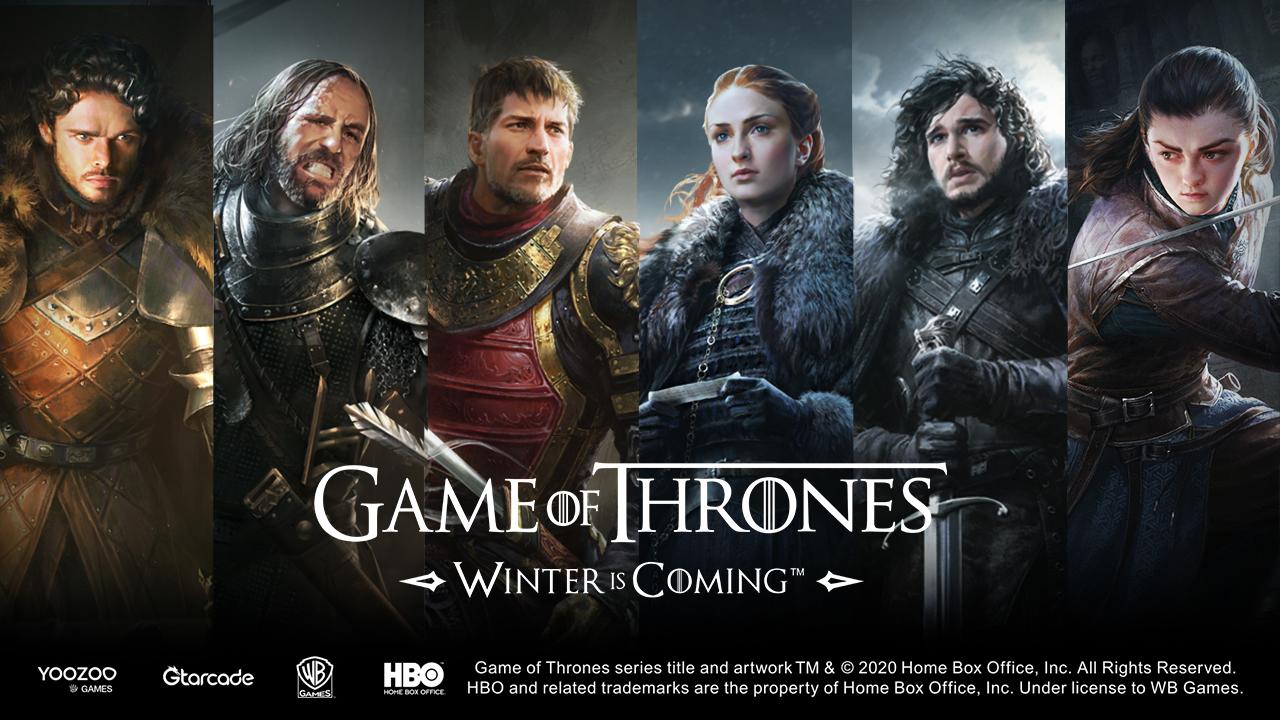 GAME OF THRONES
WINTER IS COMING™
YOOZOO
GAMES
Gtarcade
WB
GAMES
HBO
HOME BOX OFFICE.
Game of Thrones series title and artwork TM & © 2020 Home Box Office, Inc. All Rights Reserved.
HBO and related trademarks are the property of Home Box Office, Inc. Under license to WB Games.